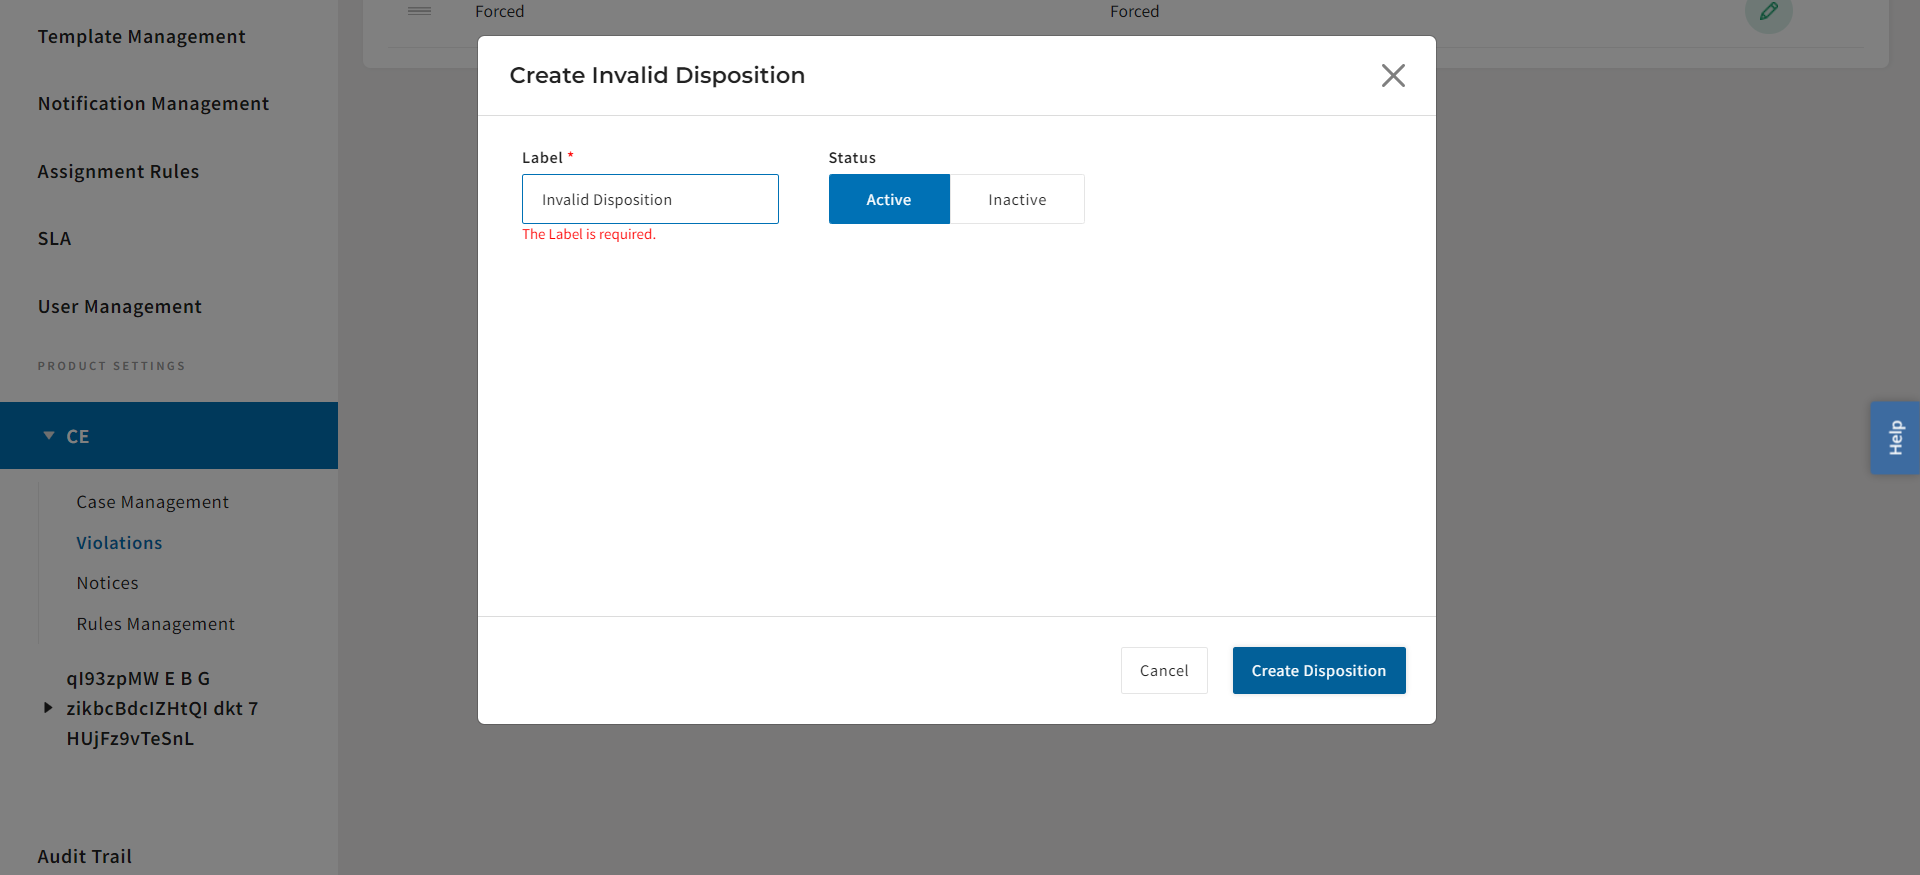 Template Management
Notification Management
Assignment Rules
SLA
User Management
PRODUCT SETTINGS
CE
Case Management
Violations
Notices
Rules Management
qI93zpMW E B G
zikbcBdcIZHtQI dkt 7
HUjFz9vTeSnL
Audit Trail
Forced
Forced
Create Invalid Disposition
Label *
Status
Invalid Disposition
Active
Inactive
The Label is required.
Cancel
Create Disposition
Help